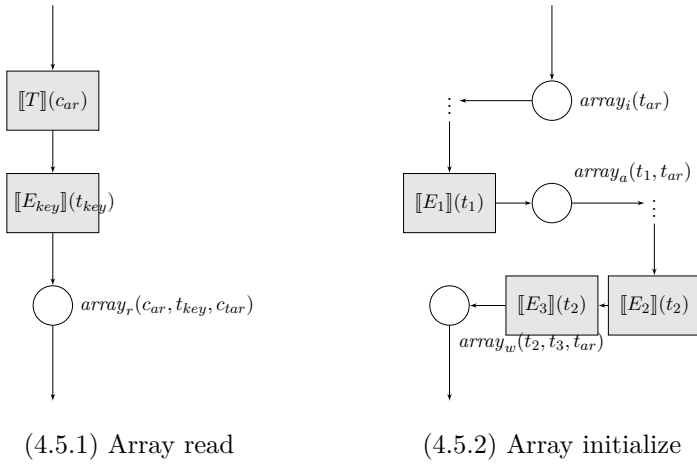 ⟦T⟧(c_ar)
⟦E_key⟧(t_key)
array_r(c_ar, t_key, c_tar)
(4.5.1) Array read
array_i(t_ar)
⋮
array_a(t_1, t_ar)
⟦E_1⟧(t_1)
⋮
⟦E_3⟧(t_2)
⟦E_2⟧(t_2)
array_w(t_2, t_3, t_ar)
(4.5.2) Array initialize